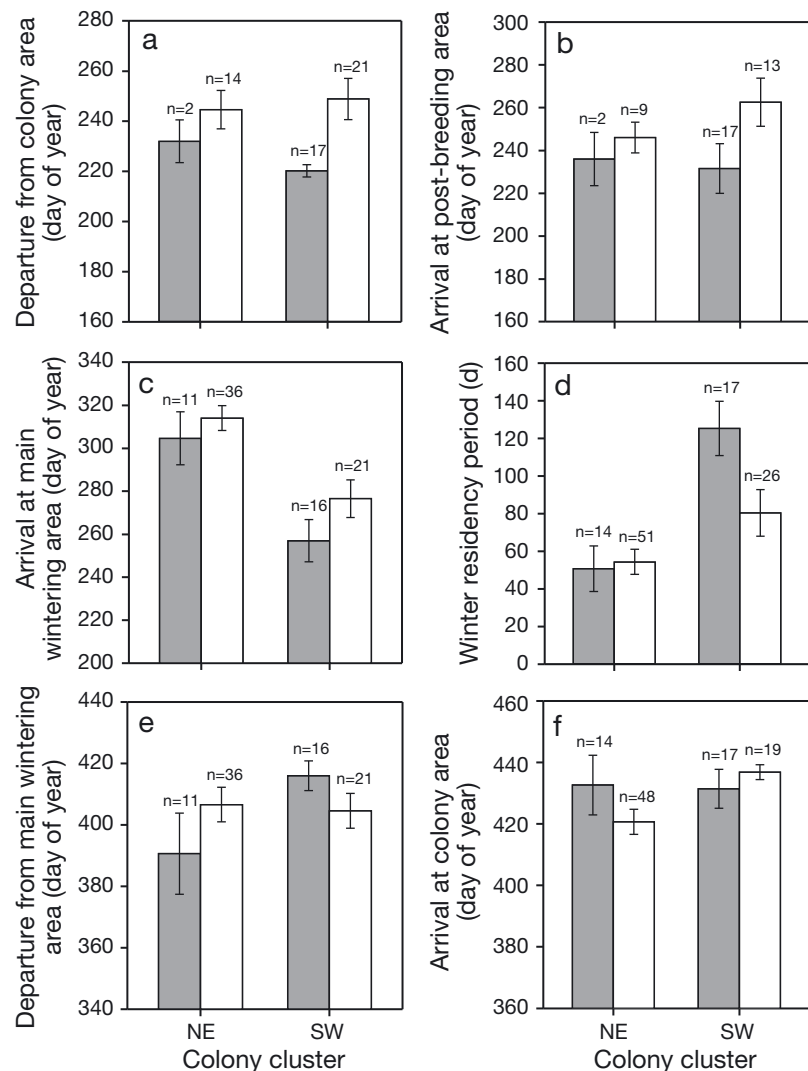 a
Departure from colony area
(day of year)
280
260
240
220
200
180
160
n=2
n=14
n=17
n=21
b
Arrival at post-breeding area
(day of year)
300
280
260
240
220
200
180
160
n=2
n=9
n=17
n=13
c
Arrival at main
wintering area (day of year)
340
320
300
280
260
240
220
200
n=11
n=36
n=16
n=21
d
Winter residency period (d)
160
140
120
100
80
60
40
20
0
n=14
n=51
n=17
n=26
e
Departure from main wintering
area (day of year)
440
420
400
380
360
340
n=11
n=36
n=16
n=21
NE
SW
Colony cluster
f
Arrival at colony area
(day of year)
460
440
420
400
380
360
n=14
n=48
n=17
n=19
NE
SW
Colony cluster